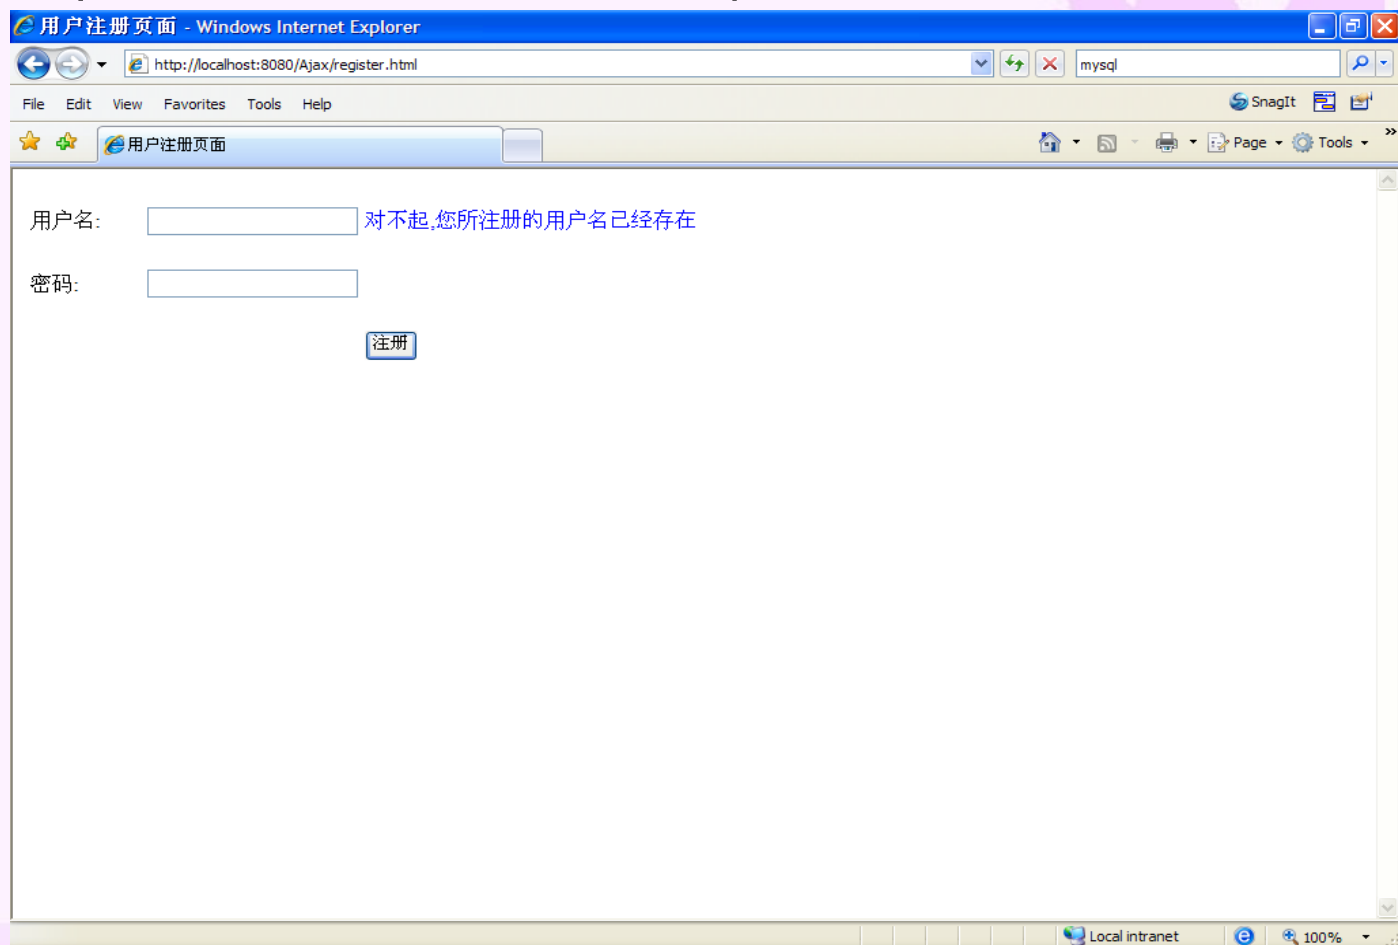 用户注册页面 - Windows Internet Explorer
http://localhost:8080/Ajax/register.html
mysql
File Edit View Favorites Tools Help
SnagIt
用户注册页面
Page
Tools
用户名:
对不起,您所注册的用户名已经存在
密码:
注册
Local intranet
100%